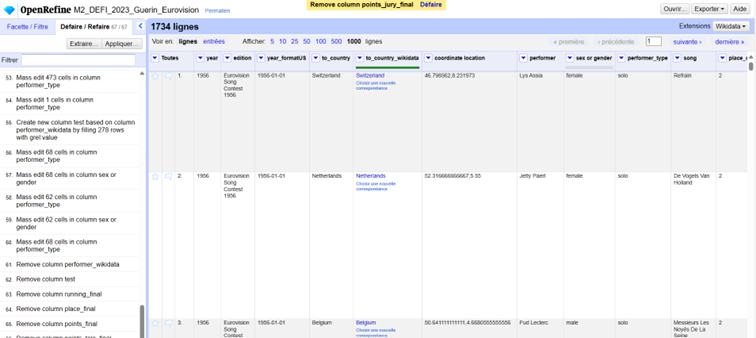 Remove column points_jury_final Défaire
OpenRefine M2_DEFI_2023_Guerin_Eurovision Permalien
Ouvrir... Exporter Aide
Facette / Filtre Défaire / Refaire 67 / 67
1734 lignes
Extensions Wikidata
Extraire... Appliquer...
Voir en: lignes entrées Afficher: 5 10 25 50 100 500 1000 lignes
« première ‹ précédente 1 suivante › dernière »
Filtrer
Toutes year edition year_formatUS to_country to_country_wikidata coordinate location performer sex or gender performer_type song place_
53. Mass edit 473 cells in column performer_type
54. Mass edit 1 cells in column performer_type
55. Create new column test based on column performer_wikidata by filling 278 rows with grel:value
56. Mass edit 68 cells in column performer_type
57. Mass edit 68 cells in column sex or gender
58. Mass edit 62 cells in column performer_type
59. Mass edit 62 cells in column sex or gender
60. Mass edit 68 cells in column performer_type
61. Remove column performer_wikidata
62. Remove column test
63. Remove column running_final
64. Remove column place_final
65. Remove column points_final
1. 1956 Eurovision Song Contest 1956 1956-01-01 Switzerland Switzerland 46.798562,8.231973 Lys Assia female solo Refrain 2
Choisir une nouvelle correspondance
2. 1956 Eurovision Song Contest 1956 1956-01-01 Netherlands Netherlands Jetty Paerl female solo De Vogels Van Holland 2
Choisir une nouvelle correspondance
3. 1956 Eurovision Song Contest 1956-01-01 Belgium Belgium Fud Leclerc male solo Messieurs Les Noyés De La Seine 2
Choisir une nouvelle correspondance